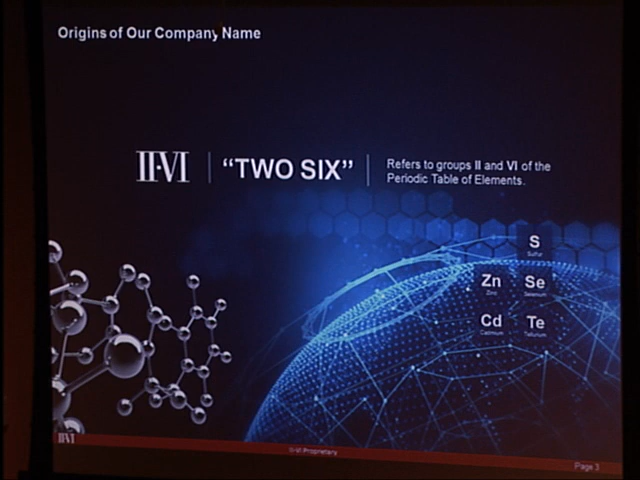 Origins of Our Company Name
II-VI
“TWO SIX”
Refers to groups II and VI of the
Periodic Table of Elements.
S
Sulfur
Zn
Se
Zinc
Selenium
Cd
Te
Cadmium
Tellurium
II-VI
II-VI Proprietary
Page 3